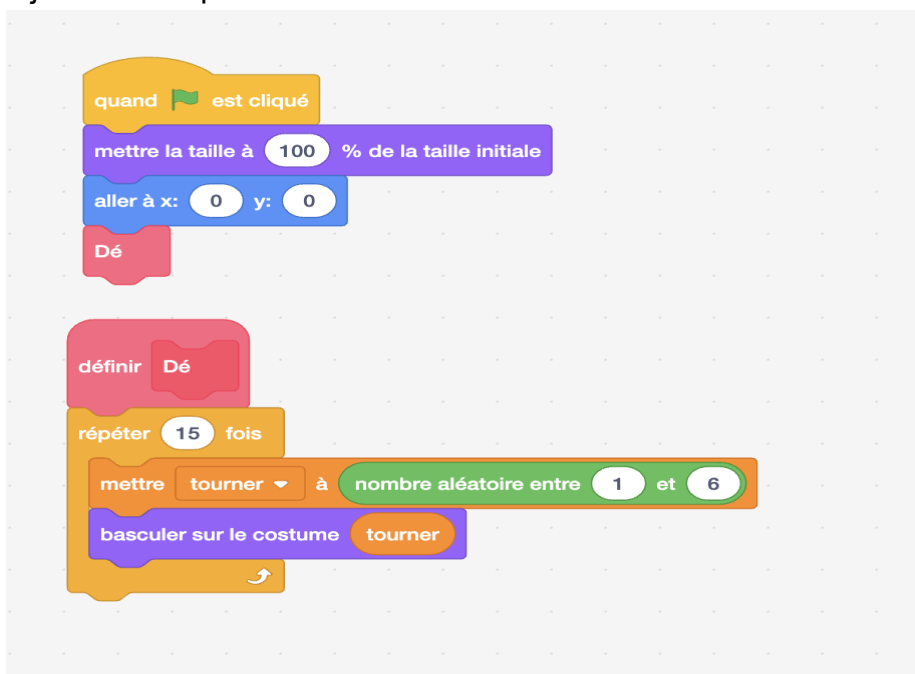 quand est cliqué
mettre la taille à 100 % de la taille initiale
aller à x: 0 y: 0
Dé
définir Dé
répéter 15 fois
mettre tourner à nombre aléatoire entre 1 et 6
basculer sur le costume tourner